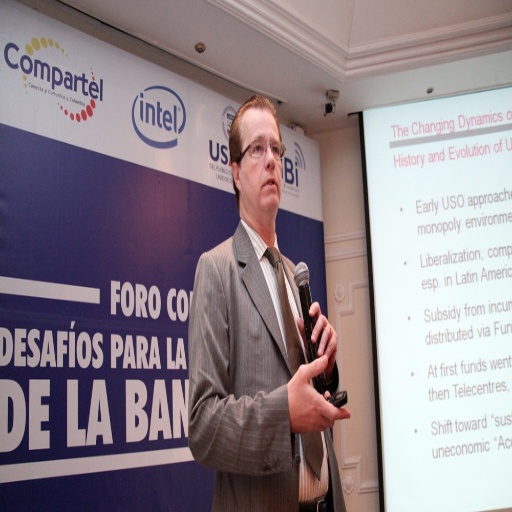 Compartel
intel
US
Bi
FORO CO
DESAFÍOS PARA LA
DE LA BAN
The Changing Dynamics o
History and Evolution of U
• Early USO approache
monopoly environme
• Liberalization, comp
esp. in Latin Americ
• Subsidy from incum
distributed via Fun
• At first funds went
then Telecentres,
• Shift toward "sus
uneconomic "Ac